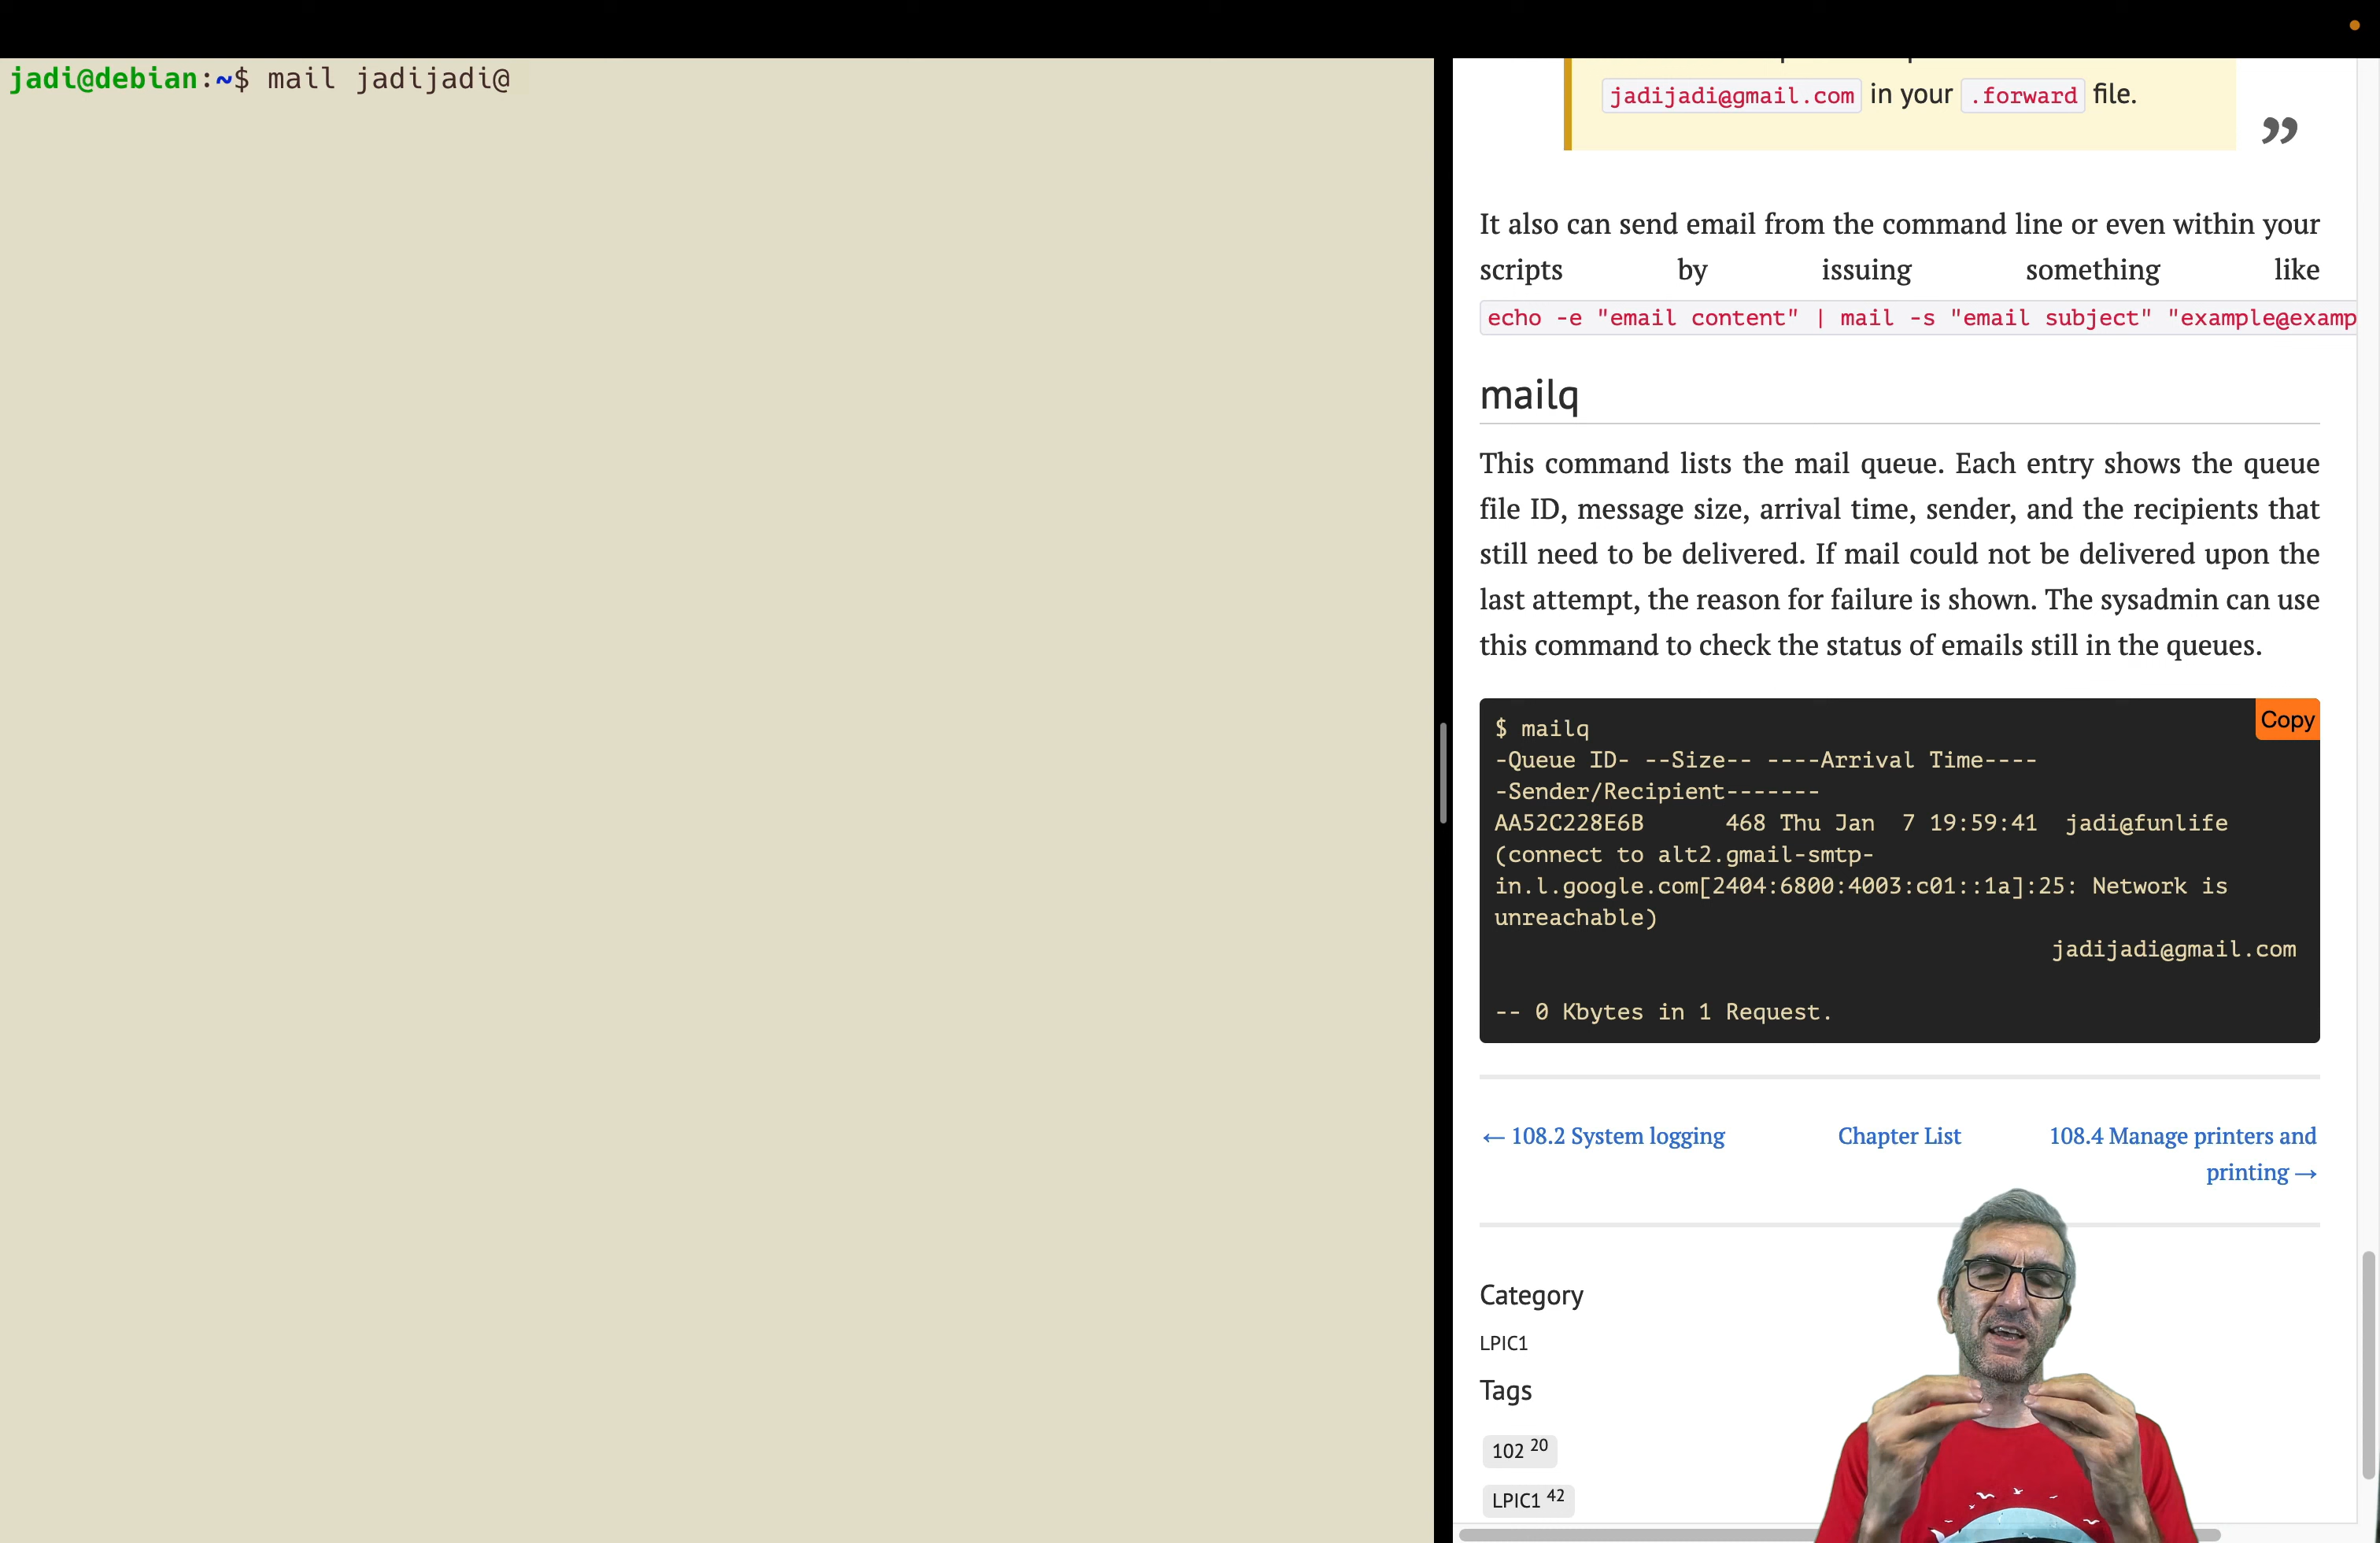 jadi@debian:~$ mail jadijadi@
jadijadi@gmail.com in your .forward file.
”
It also can send email from the command line or even within your
scripts by issuing something like
echo -e "email content" | mail -s "email subject" "example@examp
mailq
This command lists the mail queue. Each entry shows the queue
file ID, message size, arrival time, sender, and the recipients that
still need to be delivered. If mail could not be delivered upon the
last attempt, the reason for failure is shown. The sysadmin can use
this command to check the status of emails still in the queues.
Copy
$ mailq
-Queue ID- --Size-- ----Arrival Time----
-Sender/Recipient-------
AA52C228E6B      468 Thu Jan  7 19:59:41  jadi@funlife
(connect to alt2.gmail-smtp-
in.l.google.com[2404:6800:4003:c01::1a]:25: Network is
unreachable)
jadijadi@gmail.com
-- 0 Kbytes in 1 Request.
← 108.2 System logging
Chapter List
108.4 Manage printers and
printing →
Category
LPIC1
Tags
102 20
LPIC1 42